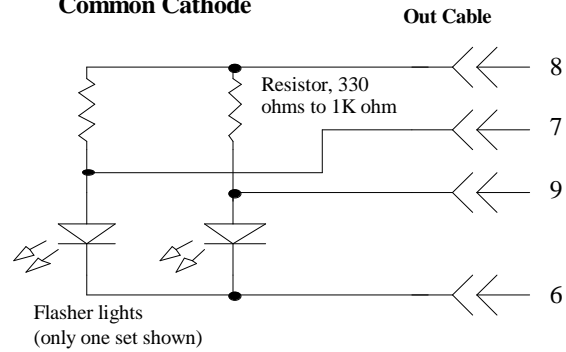 Common Cathode
Out Cable
8
Resistor, 330
ohms to 1K ohm
7
9
6
Flasher lights
(only one set shown)